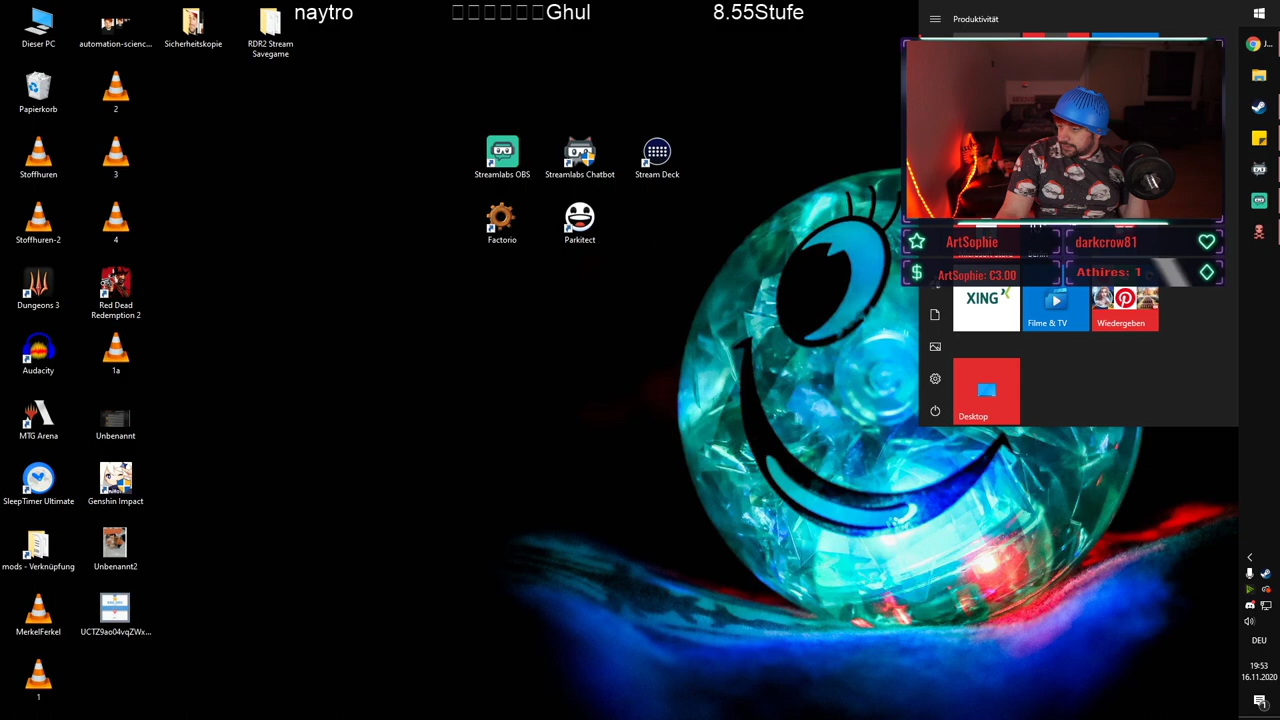 naytro
Ghul
8.55Stufe
Dieser PC
automation-scienc...
Sicherheitskopie
RDR2 Stream
Savegame
Papierkorb
2
Stoffhuren
3
Stoffhuren-2
4
Dungeons 3
Red Dead
Redemption 2
Audacity
1a
MTG Arena
Unbenannt
SleepTimer Ultimate
Genshin Impact
mods - Verknüpfung
Unbenannt2
MerkelFerkel
UCTZ9ao04vqZWx...
1
Streamlabs OBS
Streamlabs Chatbot
Stream Deck
Factorio
Parkitect
Produktivität
ArtSophie
darkcrow81
ArtSophie: €3.00
Athires: 1
XING
Filme & TV
Wiedergeben
Desktop
J...
DEU
19:53
16.11.2020